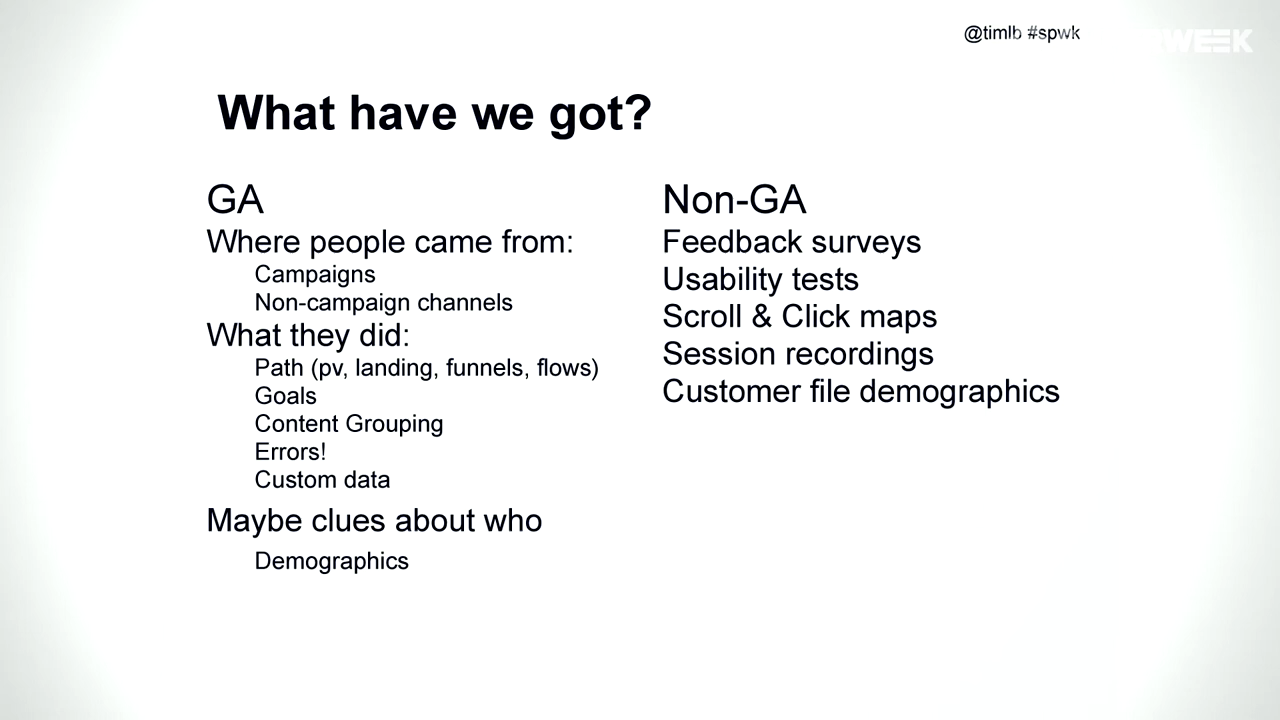 @timlb #spwk
WEEK
What have we got?
GA
Where people came from:
Campaigns
Non-campaign channels
What they did:
Path (pv, landing, funnels, flows)
Goals
Content Grouping
Errors!
Custom data
Maybe clues about who
Demographics
Non-GA
Feedback surveys
Usability tests
Scroll & Click maps
Session recordings
Customer file demographics